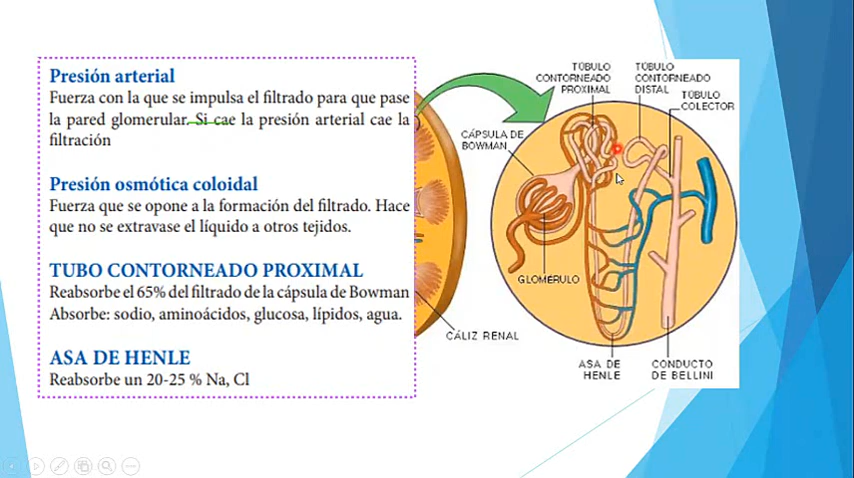 Presión arterial
Fuerza con la que se impulsa el filtrado para que pase
la pared glomerular. Si cae la presión arterial cae la
filtración
Presión osmótica coloidal
Fuerza que se opone a la formación del filtrado. Hace
que no se extravase el líquido a otros tejidos.
TUBO CONTORNEADO PROXIMAL
Reabsorbe el 65% del filtrado de la cápsula de Bowman
Absorbe: sodio, aminoácidos, glucosa, lípidos, agua.
ASA DE HENLE
Reabsorbe un 20-25 % Na, Cl
TÚBULO
CONTORNEADO
PROXIMAL
TÚBULO
CONTORNEADO
DISTAL
TÚBULO
COLECTOR
CÁPSULA DE
BOWMAN
GLOMÉRULO
CÁLIZ RENAL
ASA DE
HENLE
CONDUCTO
DE BELLINI